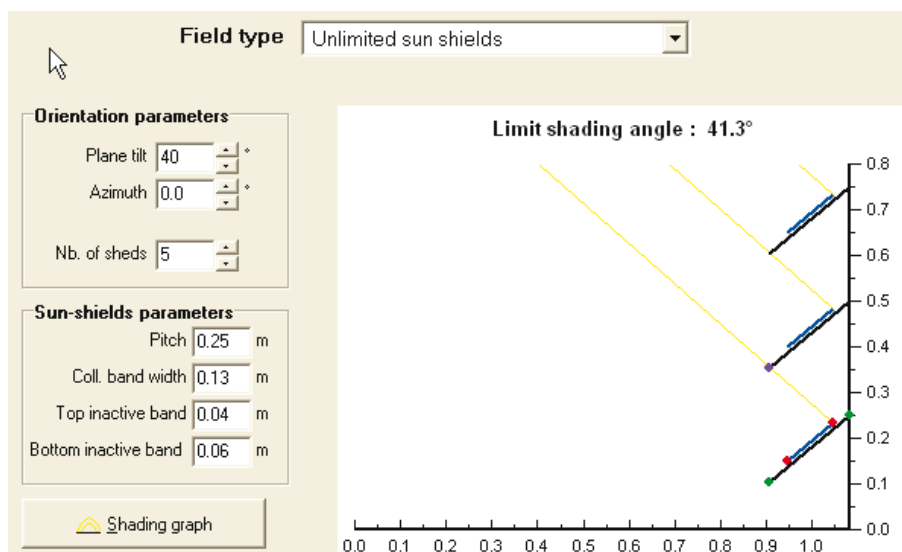 Field type Unlimited sun shields
Orientation parameters
Plane tilt 40 °
Azimuth 0.0 °
Nb. of sheds 5
Sun-shields parameters
Pitch 0.25 m
Coll. band width 0.13 m
Top inactive band 0.04 m
Bottom inactive band 0.06 m
Shading graph
Limit shading angle : 41.3°
0.8
0.7
0.6
0.5
0.4
0.3
0.2
0.1
0.0
0.0 0.1 0.2 0.3 0.4 0.5 0.6 0.7 0.8 0.9 1.0